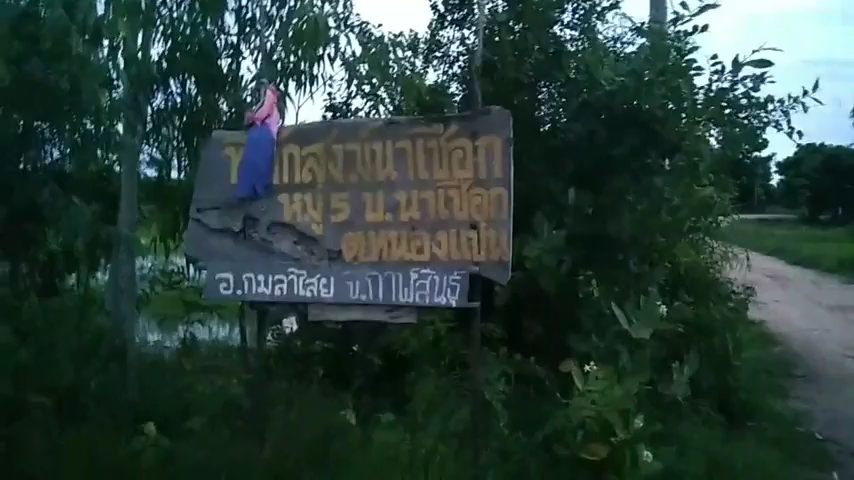 นาเชือก
หมู่ 5 บ.นาเชือก
ต.หนองแปน
อ.กมลาไสย จ.กาฬสินธุ์